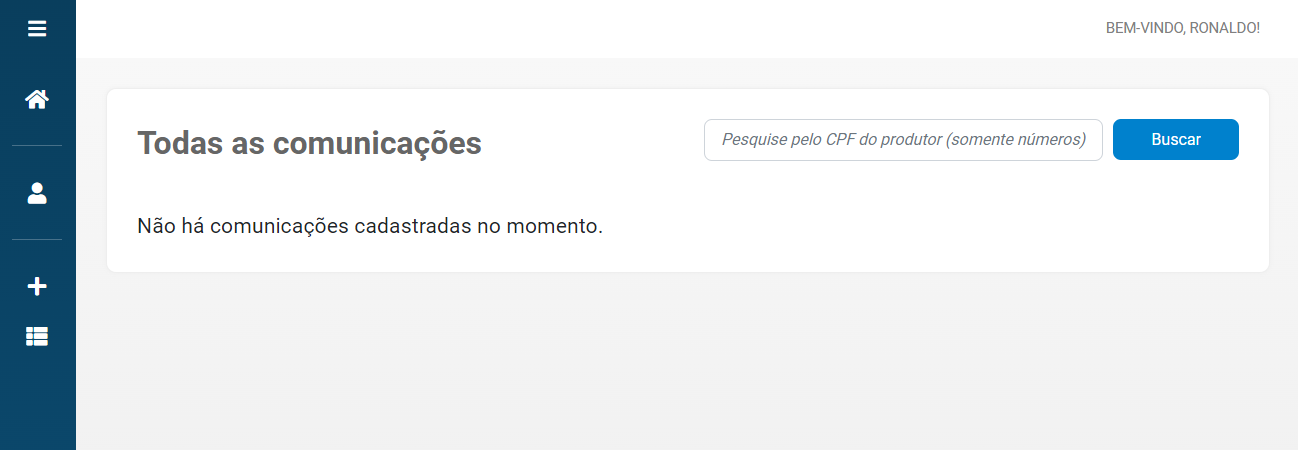 BEM-VINDO, RONALDO!
Todas as comunicações
Pesquise pelo CPF do produtor (somente números)
Buscar
Não há comunicações cadastradas no momento.